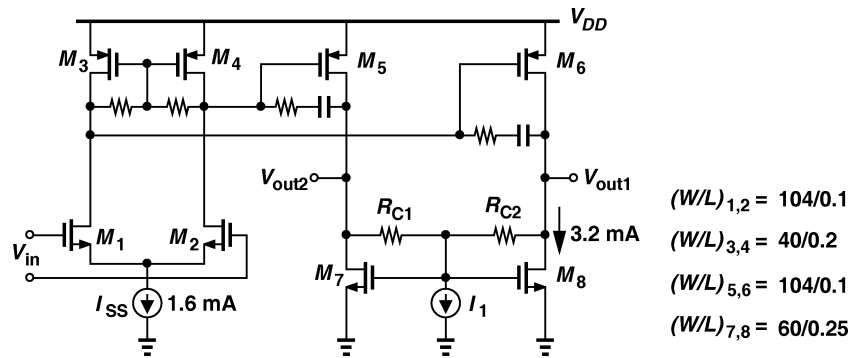 V_DD
M_3
M_4
M_5
M_6
V_out2
V_out1
R_C1
R_C2
3.2 mA
V_in
M_1
M_2
M_7
M_8
I_SS
1.6 mA
I_1
(W/L)_1,2 = 104/0.1
(W/L)_3,4 = 40/0.2
(W/L)_5,6 = 104/0.1
(W/L)_7,8 = 60/0.25